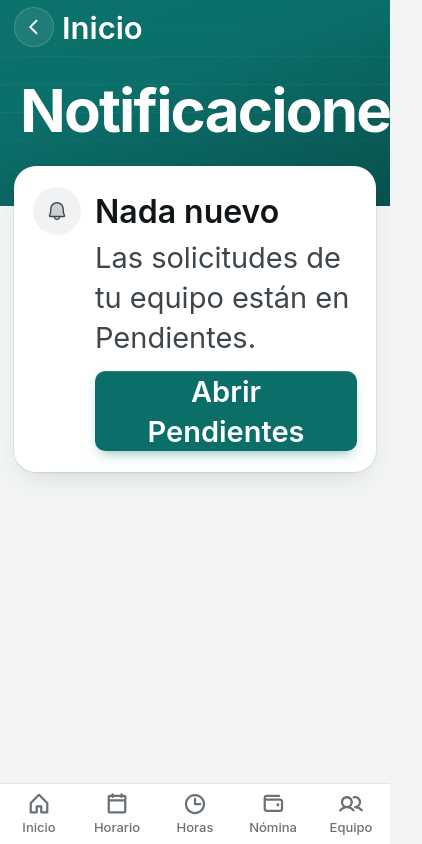 Inicio
Notificacione
Nada nuevo
Las solicitudes de
tu equipo están en
Pendientes.
Abrir
Pendientes
Inicio
Horario
Horas
Nómina
Equipo